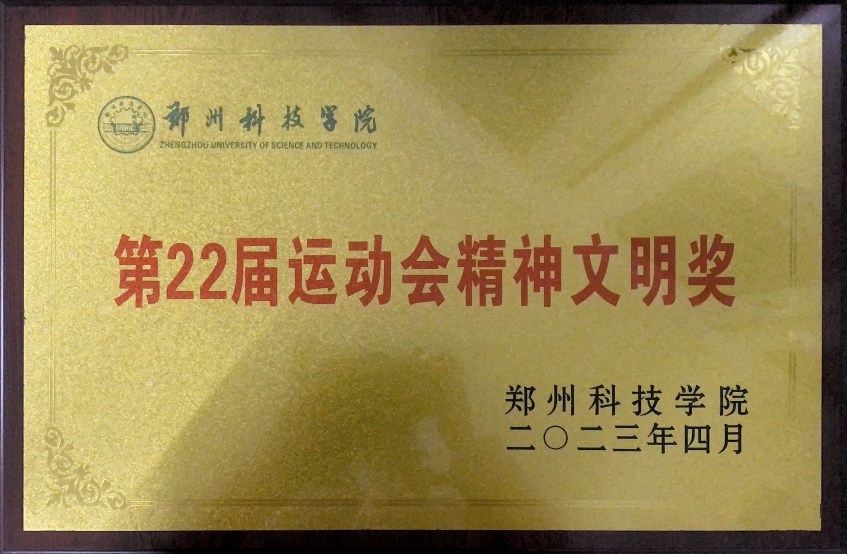 郑州科技学院
ZHENGZHOU UNIVERSITY OF SCIENCE AND TECHNOLOGY
第22届运动会精神文明奖
郑州科技学院
二〇二三年四月